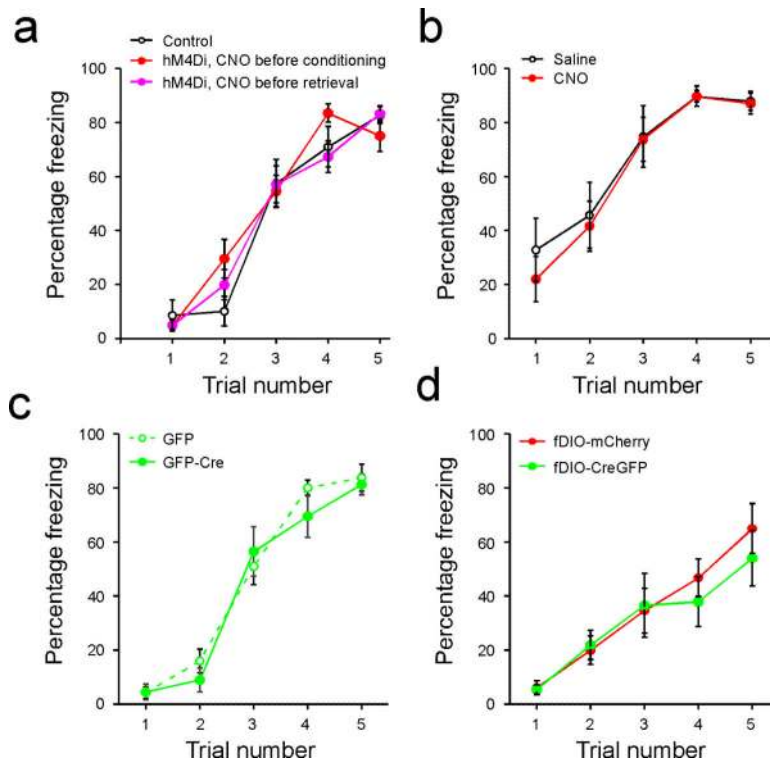 a
Control
hM4Di, CNO before conditioning
hM4Di, CNO before retrieval
100
80
60
40
20
0
Percentage freezing
1 2 3 4 5
Trial number
b
Saline
CNO
100
80
60
40
20
0
Percentage freezing
1 2 3 4 5
Trial number
c
GFP
GFP-Cre
100
80
60
40
20
0
Percentage freezing
1 2 3 4 5
Trial number
d
fDIO-mCherry
fDIO-CreGFP
100
80
60
40
20
0
Percentage freezing
1 2 3 4 5
Trial number